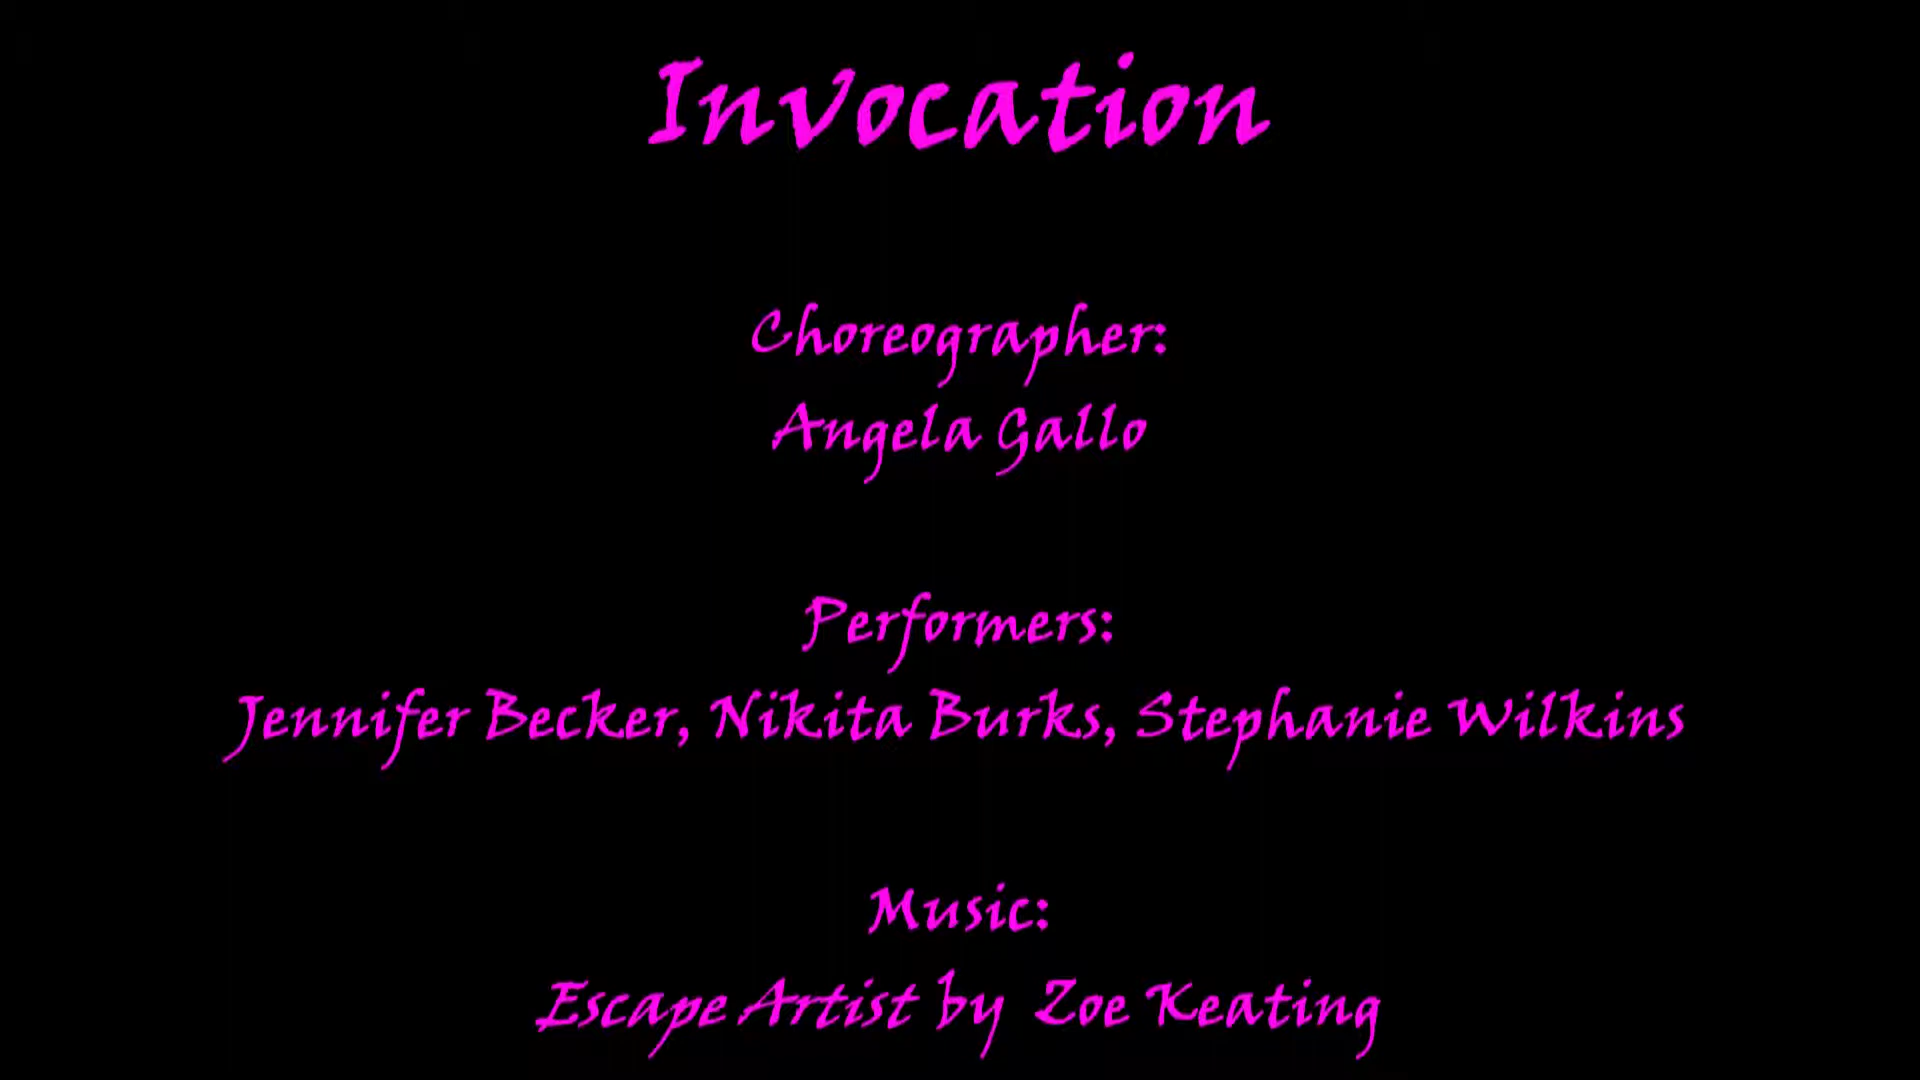 Invocation
Choreographer:
Angela Gallo
Performers:
Jennifer Becker, Nikita Burks, Stephanie Wilkins
Music:
Escape Artist by Zoe Keating